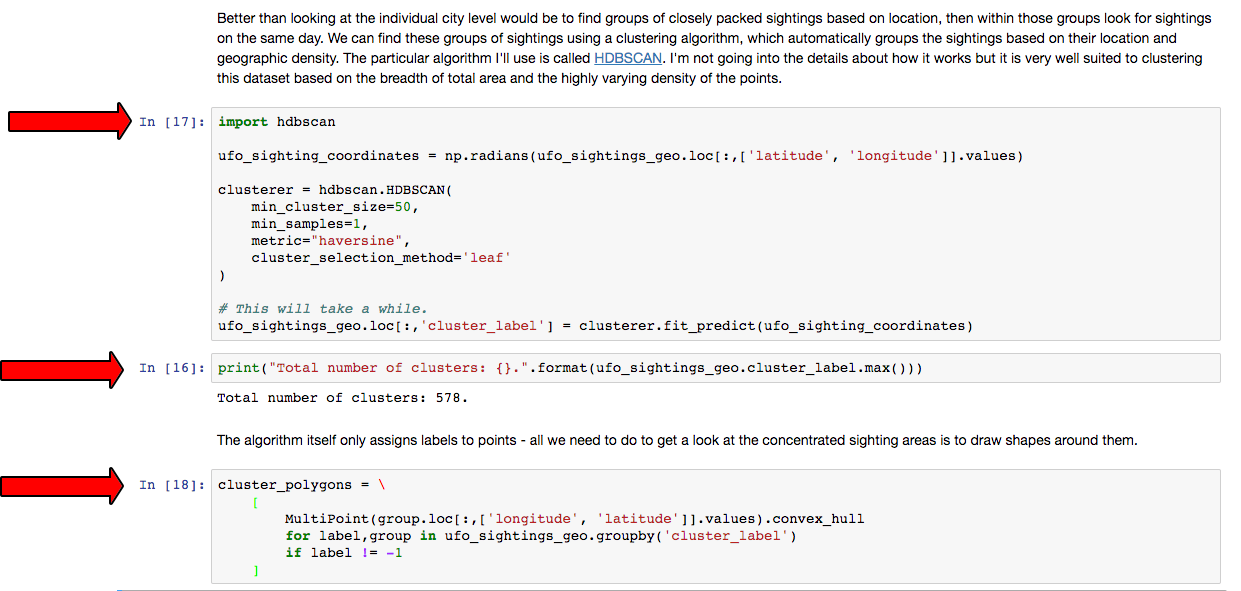 Better than looking at the individual city level would be to find groups of closely packed sightings based on location, then within those groups look for sightings
on the same day. We can find these groups of sightings using a clustering algorithm, which automatically groups the sightings based on their location and
geographic density. The particular algorithm I'll use is called HDBSCAN. I'm not going into the details about how it works but it is very well suited to clustering
this dataset based on the breadth of total area and the highly varying density of the points.
In [17]: import hdbscan
ufo_sighting_coordinates = np.radians(ufo_sightings_geo.loc[:,['latitude', 'longitude']].values)
clusterer = hdbscan.HDBSCAN(
    min_cluster_size=50,
    min_samples=1,
    metric="haversine",
    cluster_selection_method='leaf'
)
# This will take a while.
ufo_sightings_geo.loc[:,'cluster_label'] = clusterer.fit_predict(ufo_sighting_coordinates)
In [16]: print("Total number of clusters: {}.".format(ufo_sightings_geo.cluster_label.max()))
Total number of clusters: 578.
The algorithm itself only assigns labels to points - all we need to do to get a look at the concentrated sighting areas is to draw shapes around them.
In [18]: cluster_polygons = \
    [
        MultiPoint(group.loc[:,['longitude', 'latitude']].values).convex_hull
        for label,group in ufo_sightings_geo.groupby('cluster_label')
        if label != -1
    ]